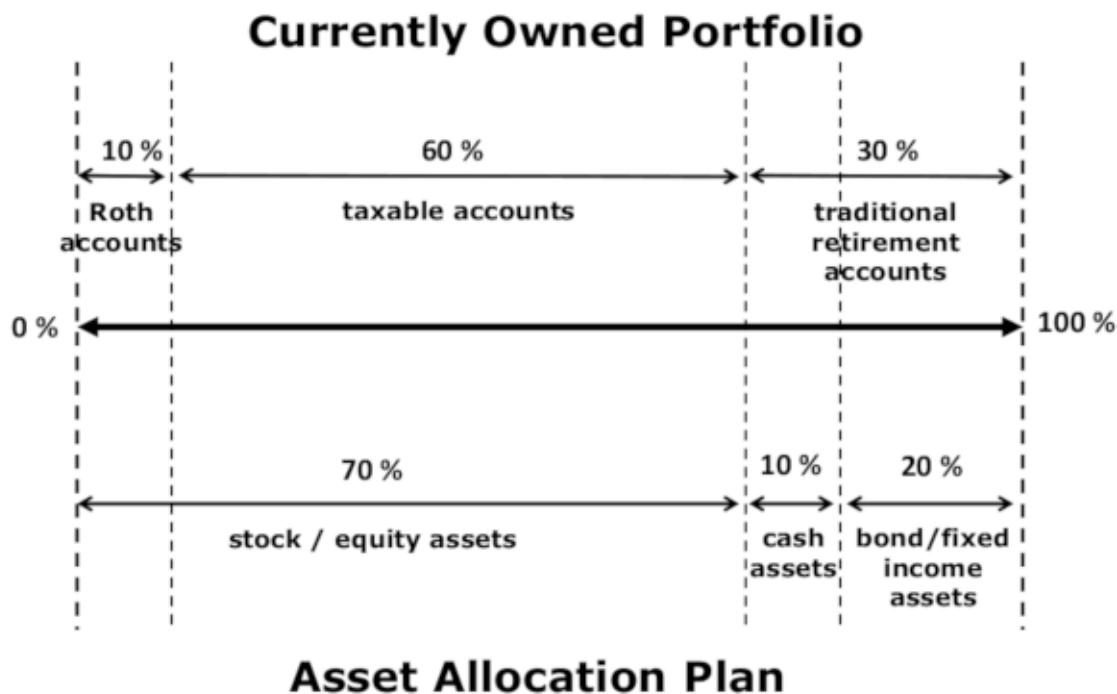 Currently Owned Portfolio
10 %
60 %
30 %
Roth
accounts
taxable accounts
traditional
retirement
accounts
0 %
100 %
70 %
10 %
20 %
stock / equity assets
cash
assets
bond/fixed
income
assets
Asset Allocation Plan